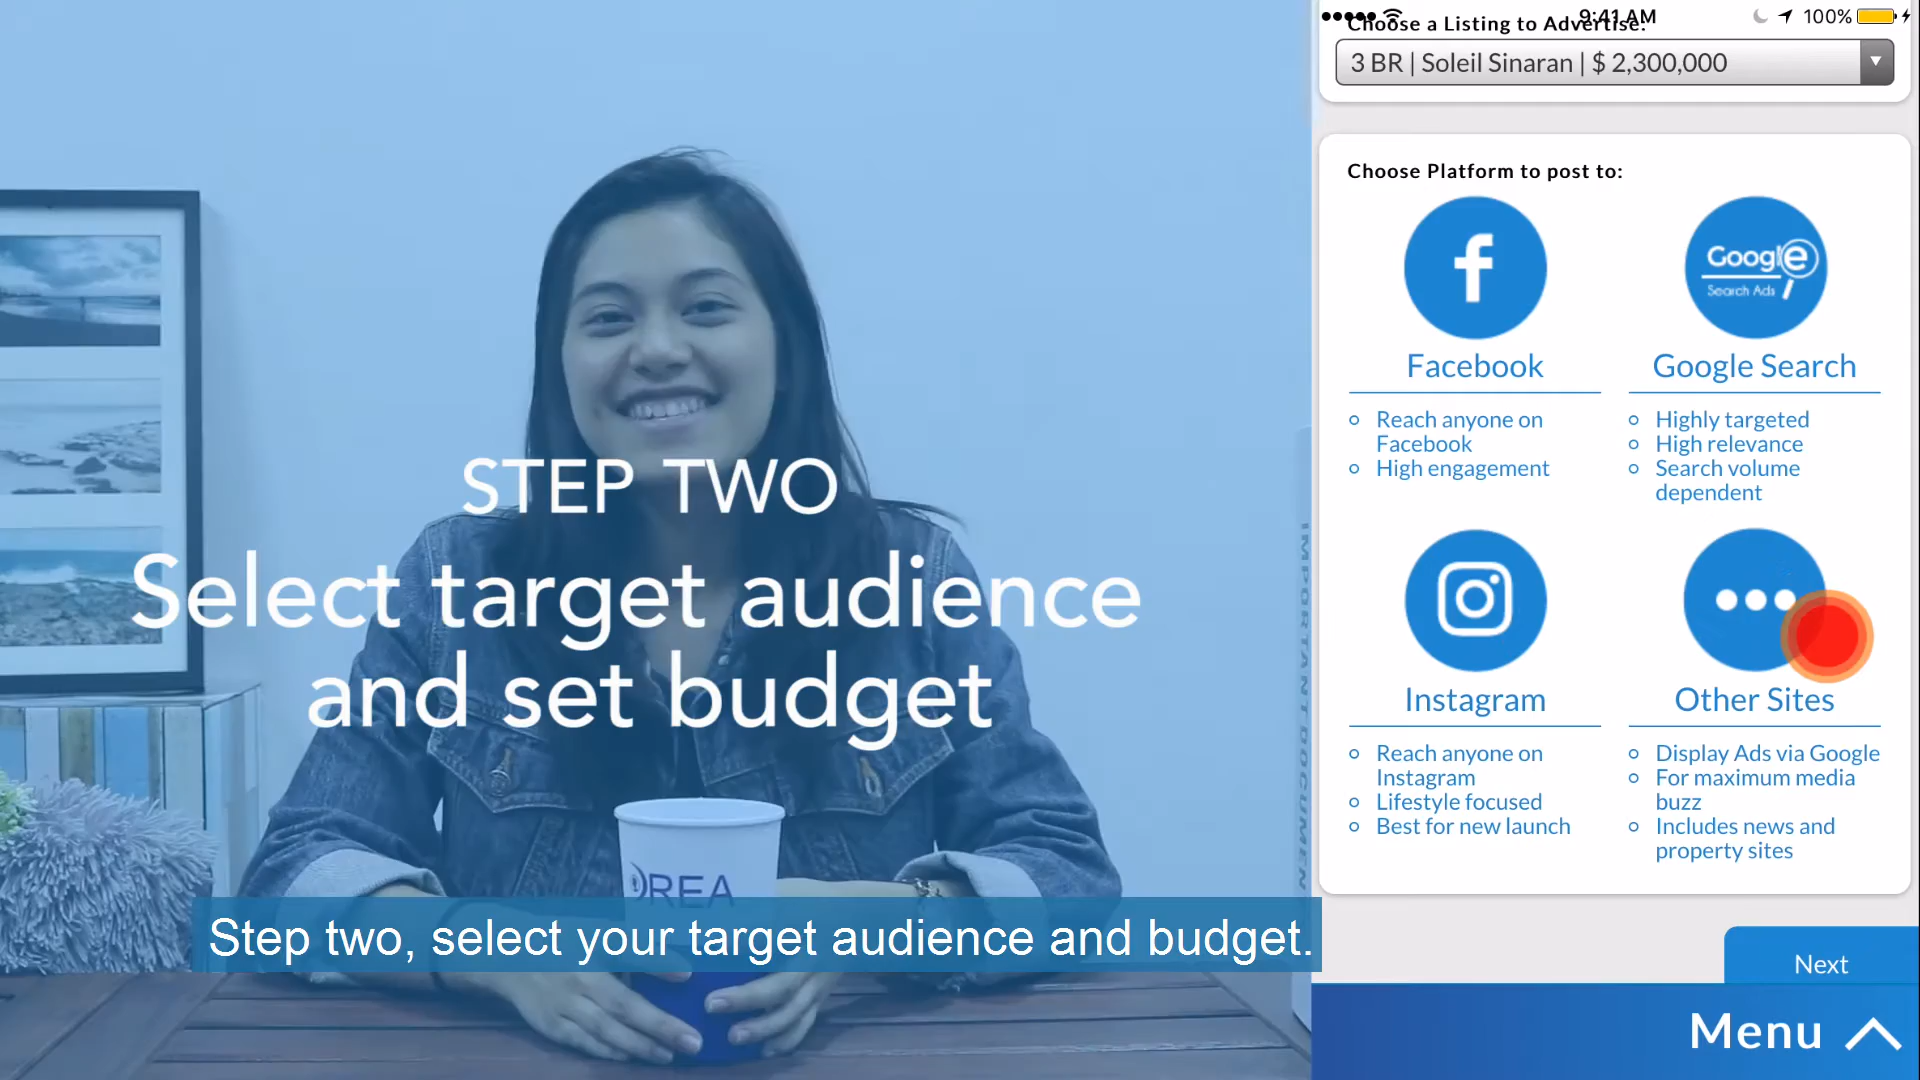 STEP TWO
Select target audience
and set budget
REA
IMPORTANT DOCUMEN
Step two, select your target audience and budget.
9:41 AM
100%
Choose a Listing to Advertise:
3 BR | Soleil Sinaran | $ 2,300,000
Choose Platform to post to:
Google
Search Ads
Facebook
Google Search
Reach anyone on
Facebook
High engagement
Highly targeted
High relevance
Search volume
dependent
Instagram
Other Sites
Reach anyone on
Instagram
Lifestyle focused
Best for new launch
Display Ads via Google
For maximum media
buzz
Includes news and
property sites
Next
Menu